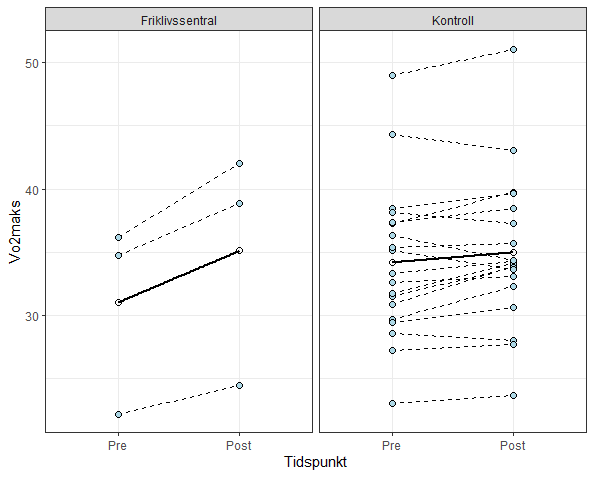 Friklivssentral
Kontroll
Vo2maks
50
40
30
Pre
Post
Pre
Post
Tidspunkt